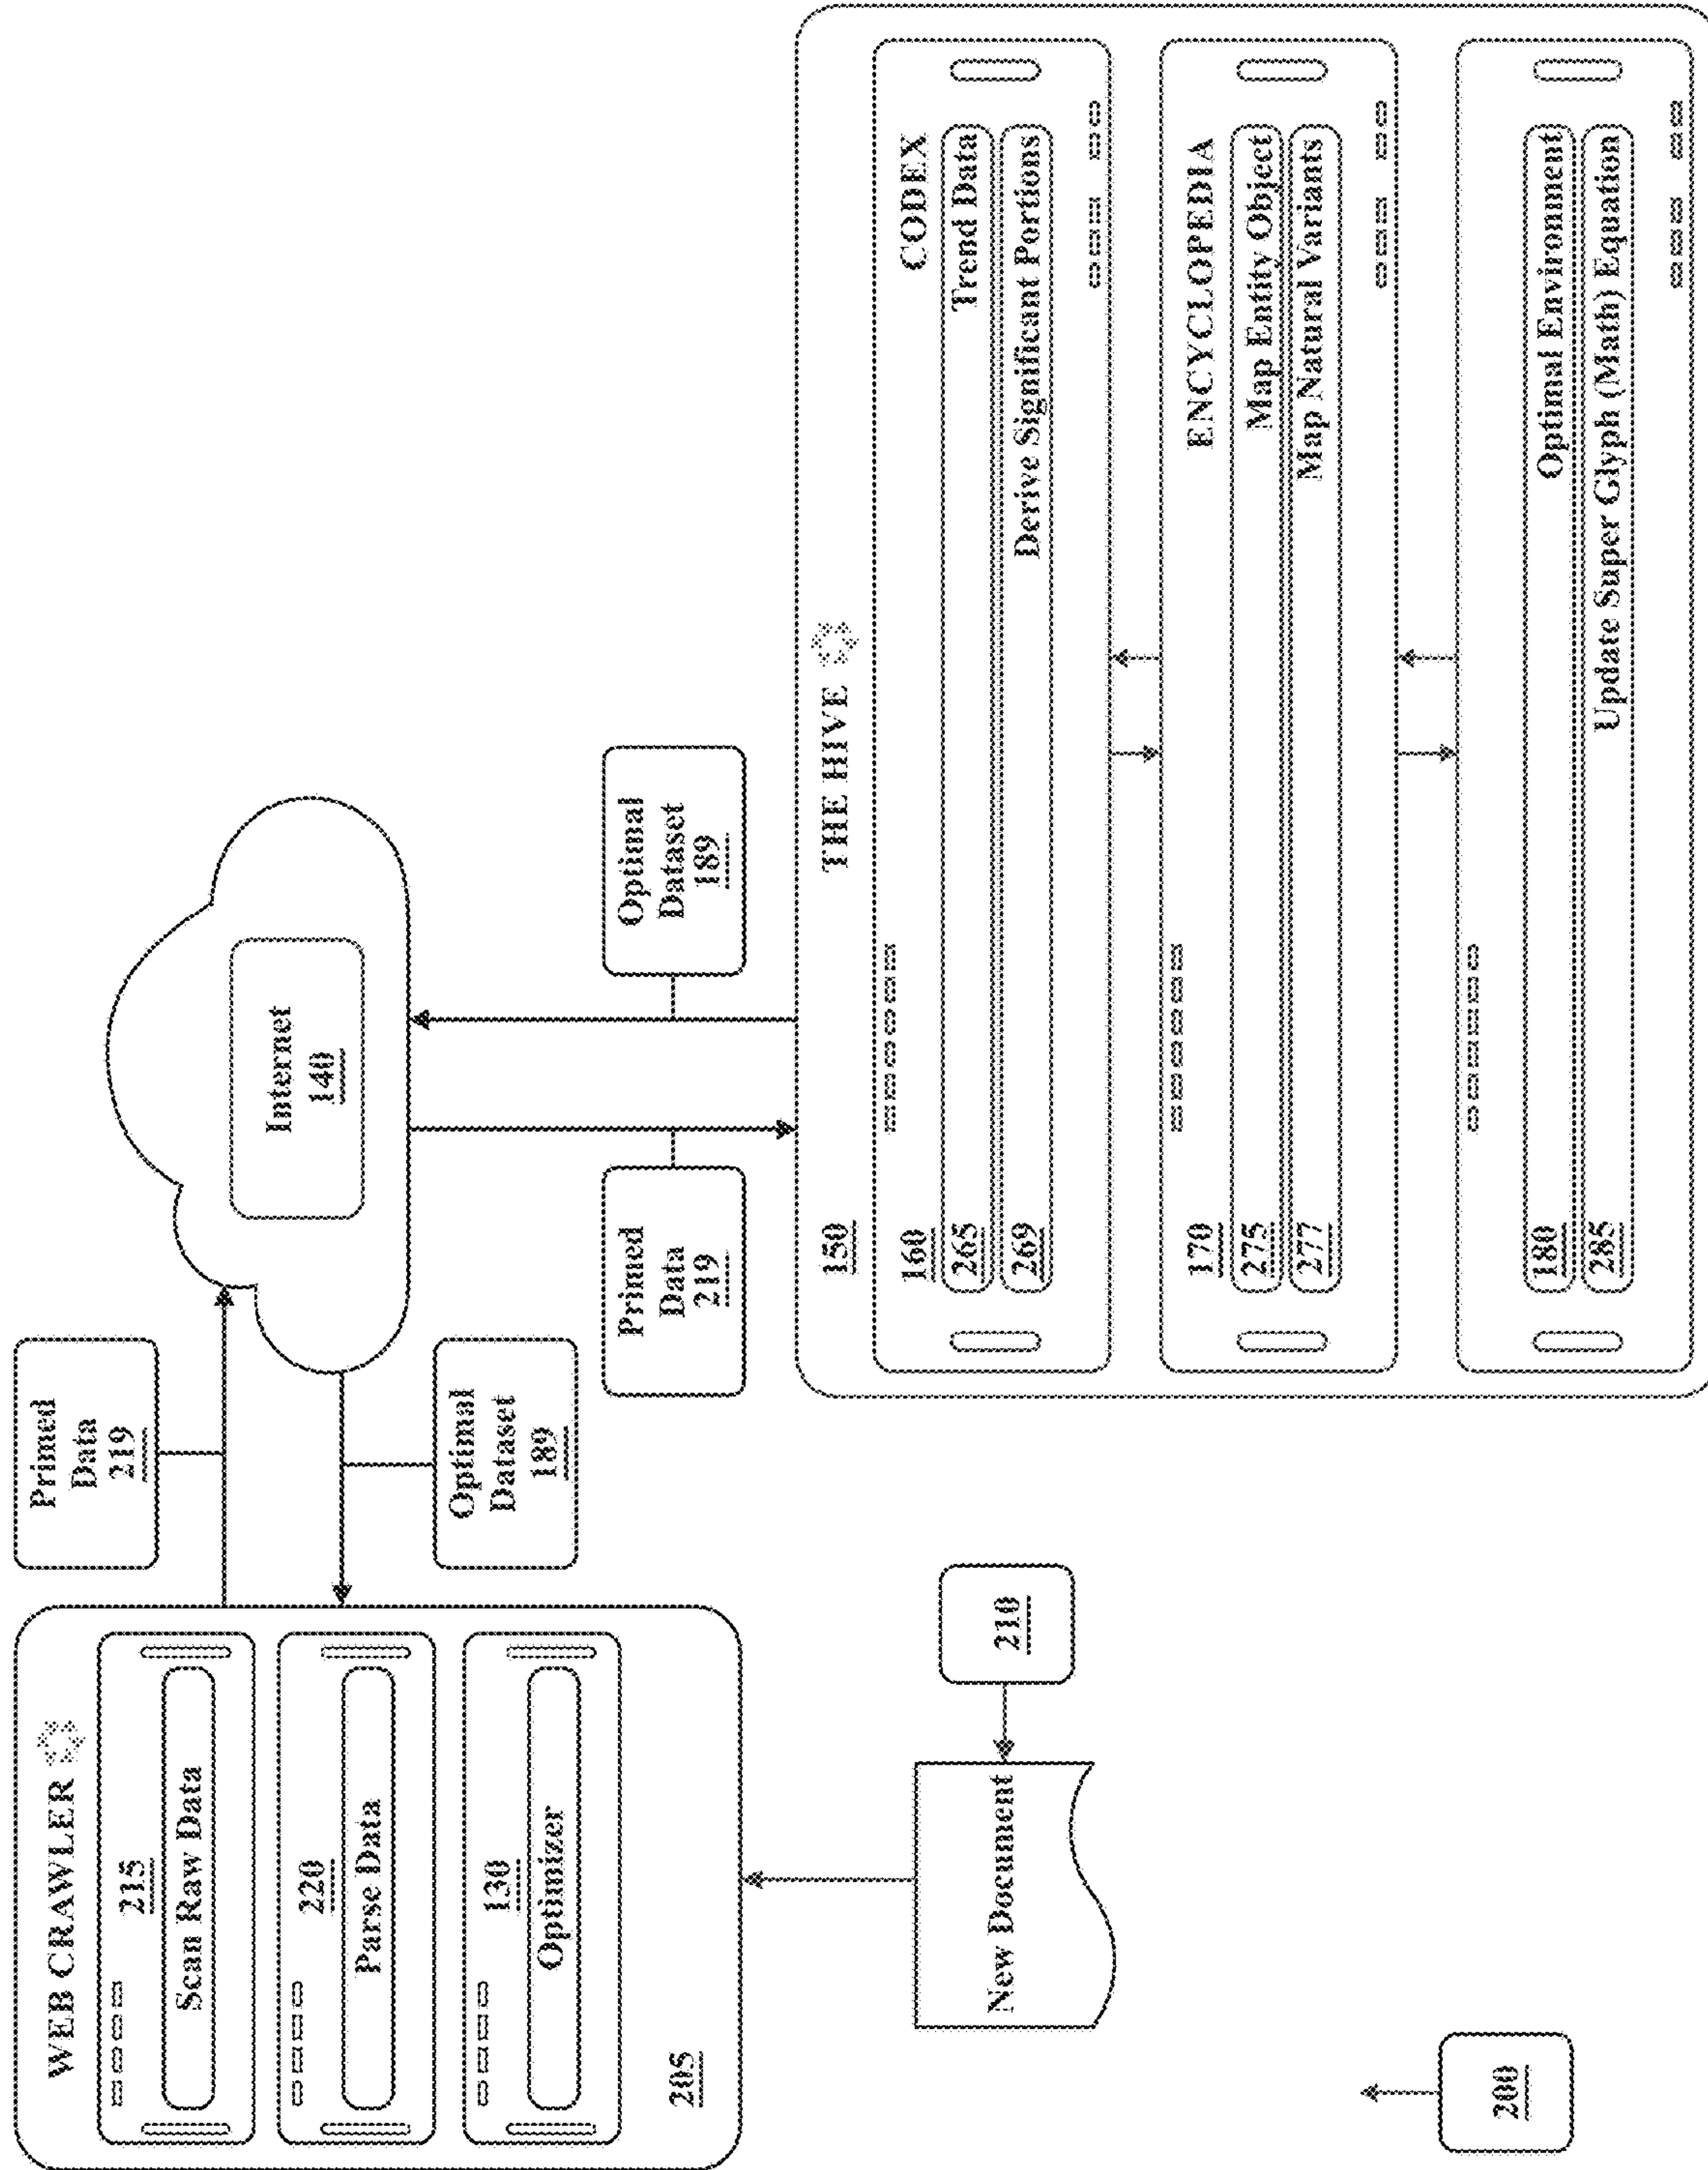 WEB CRAWLER
215
Scan Raw Data
220
Parse Data
130
Optimizer
205
Primed
Data
219
Optimal
Dataset
189
Internet
140
Primed
Data
219
Optimal
Dataset
189
New Document
210
200
150
THE HIVE
160
CODEX
265
Trend Data
269
Derive Significant Portions
170
ENCYCLOPEDIA
275
Map Entity Object
277
Map Natural Variants
180
Optimal Environment
285
Update Super Glyph (Math) Equation